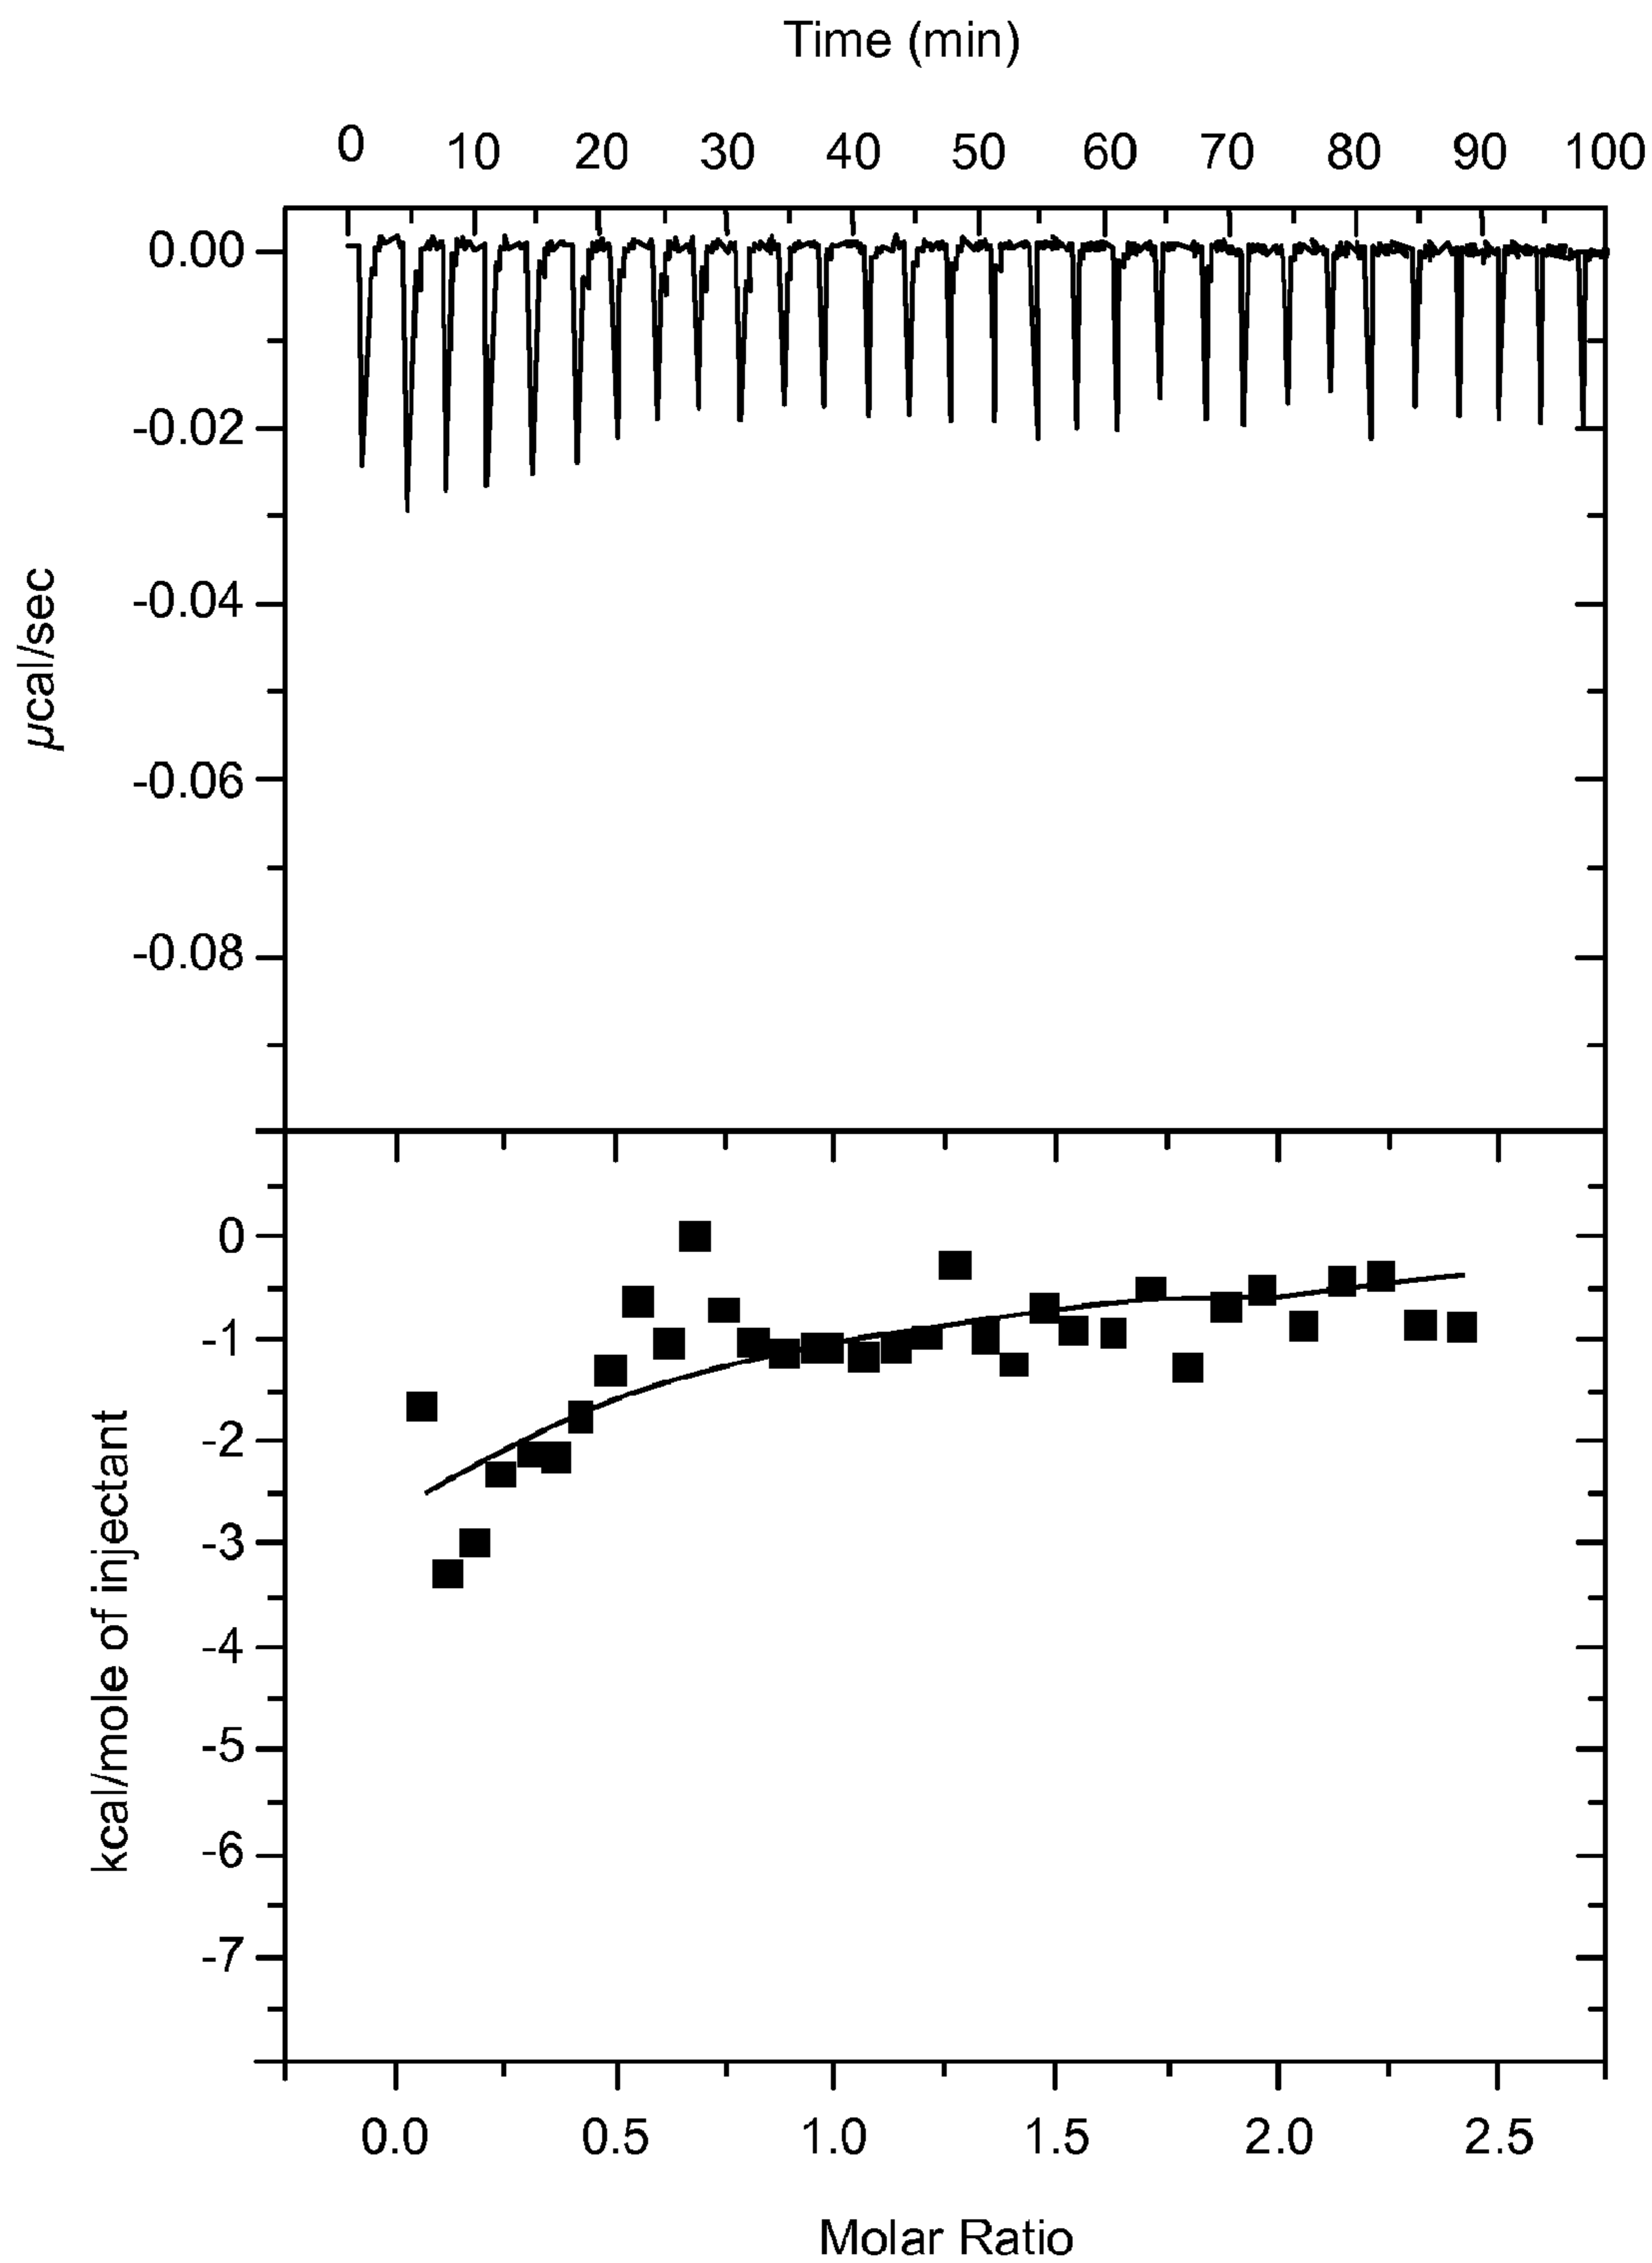 Time (min)
0 10 20 30 40 50 60 70 80 90 100
0.00
-0.02
-0.04
-0.06
-0.08
µcal/sec
0
-1
-2
-3
-4
-5
-6
-7
kcal/mole of injectant
0.0 0.5 1.0 1.5 2.0 2.5
Molar Ratio